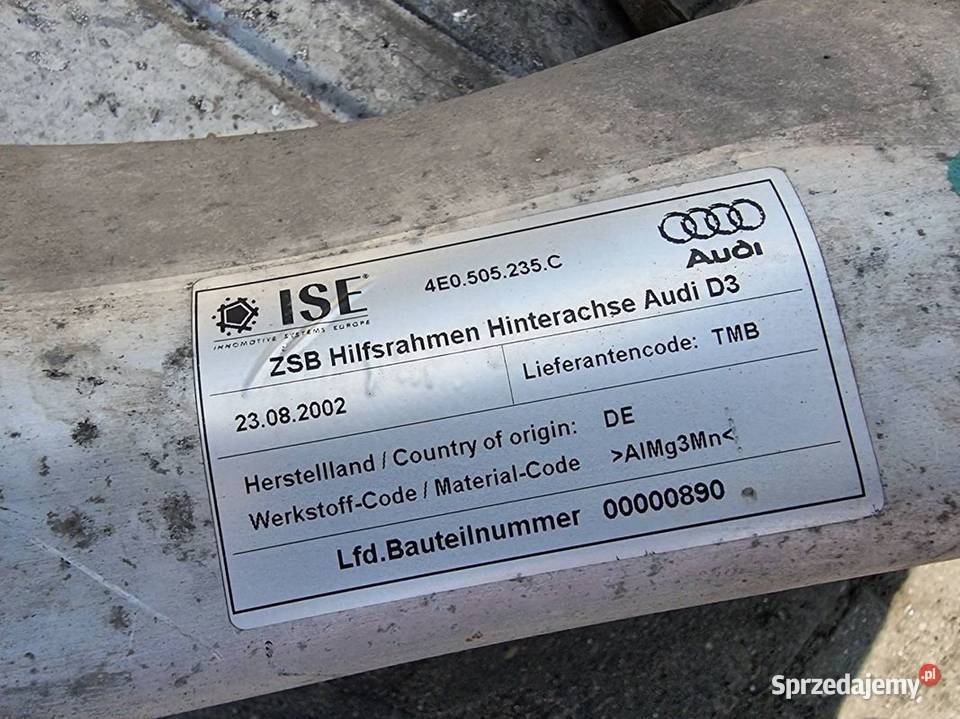 ISE®
INNOMOTIVE SYSTEMS EUROPE
4E0.505.235.C
Audi
ZSB Hilfsrahmen Hinterachse Audi D3
23.08.2002
Lieferantencode: TMB
Herstellland / Country of origin: DE
Werkstoff-Code / Material-Code >AlMg3Mn<
Lfd.Bauteilnummer 00000890
Sprzedajemy.pl